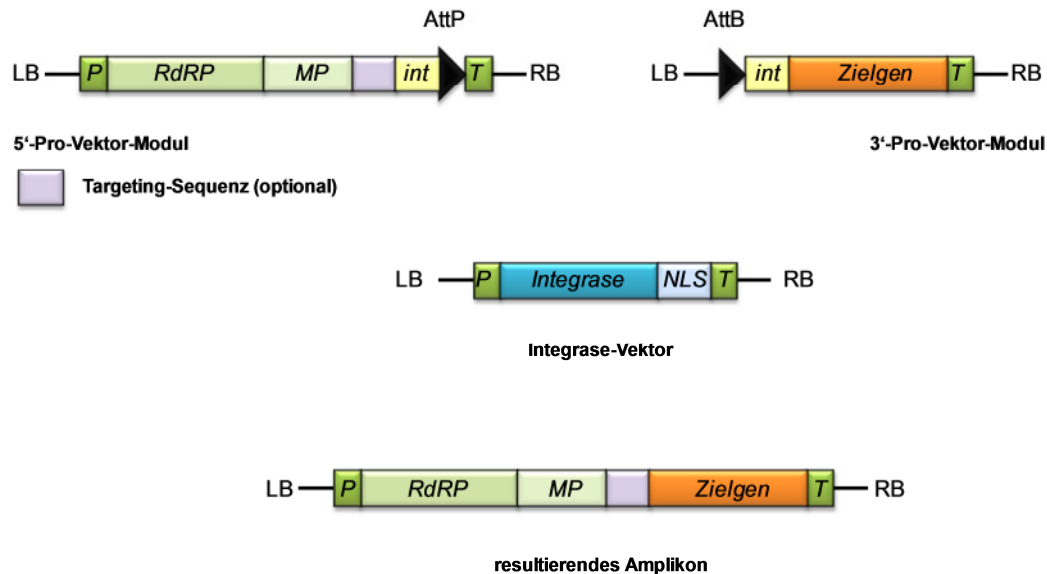 AttP AttB
LB P RdRP MP int T RB LB int Zielgen T RB
5‘-Pro-Vektor-Modul 3‘-Pro-Vektor-Modul
Targeting-Sequenz (optional)
LB P Integrase NLS T RB
Integrase-Vektor
LB P RdRP MP Zielgen T RB
resultierendes Amplikon